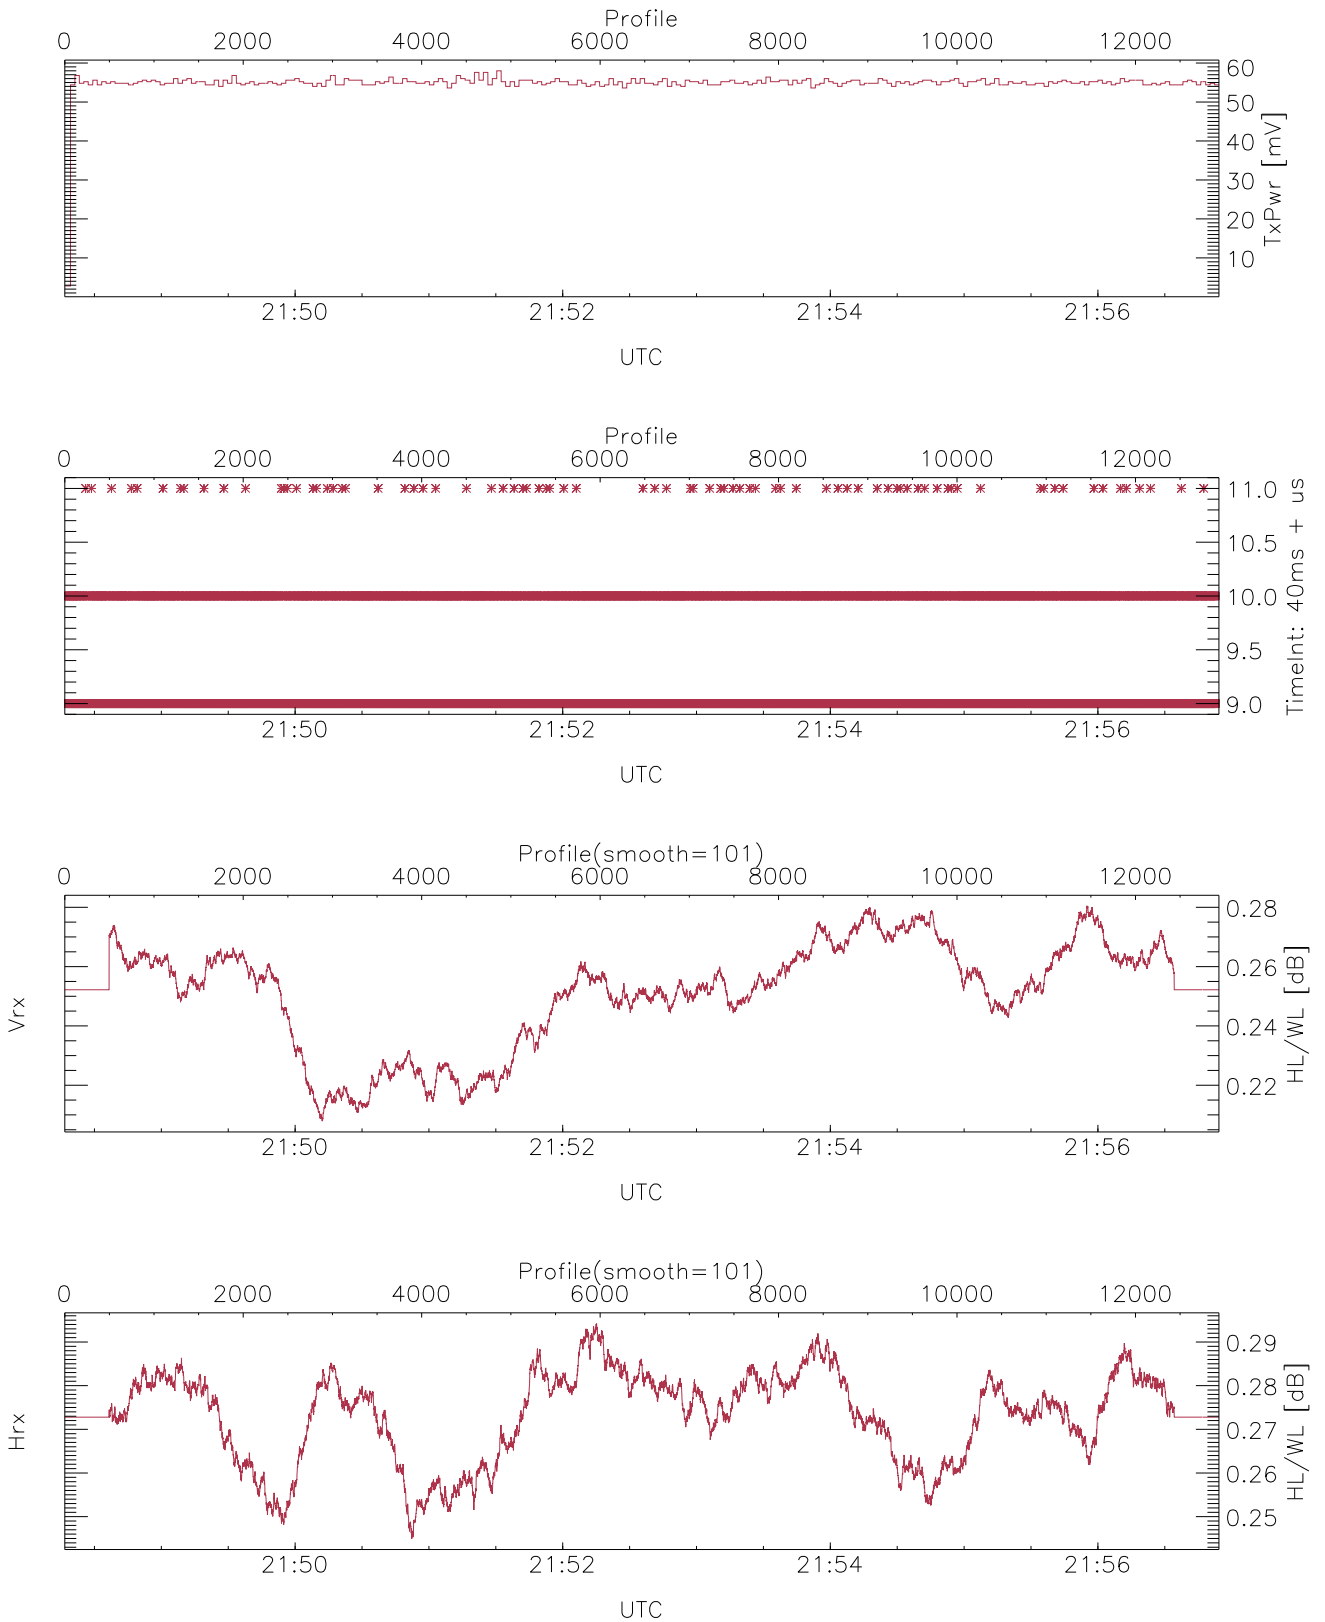 Profile
0 2000 4000 6000 8000 10000 12000
60
50
40
30
20
10
TxPwr [mV]
21:50 21:52 21:54 21:56
UTC
Profile
0 2000 4000 6000 8000 10000 12000
11.0
10.5
10.0
9.5
9.0
TimeInt: 40ms + us
21:50 21:52 21:54 21:56
UTC
Profile(smooth=101)
0 2000 4000 6000 8000 10000 12000
Vrx
0.28
0.26
0.24
0.22
HL/WL [dB]
21:50 21:52 21:54 21:56
UTC
Profile(smooth=101)
0 2000 4000 6000 8000 10000 12000
Hrx
0.29
0.28
0.27
0.26
0.25
HL/WL [dB]
21:50 21:52 21:54 21:56
UTC